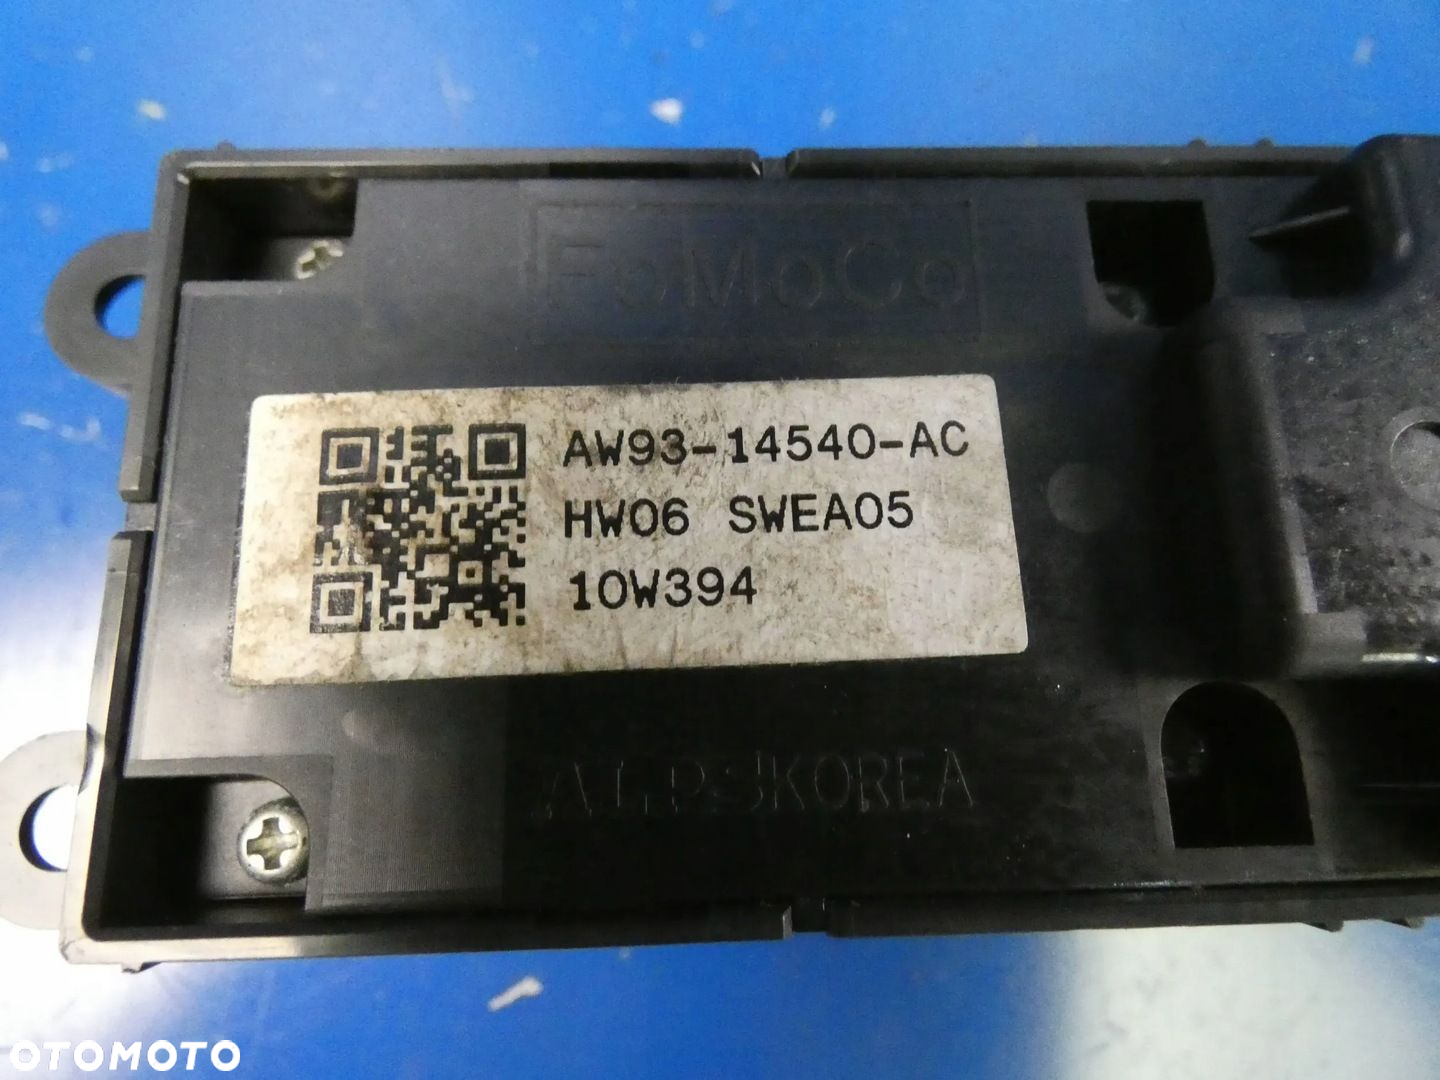 FoMoCo
AW93-14540-AC
HW06 SWEA05
10W394
ALPS KOREA
OTOMOTO